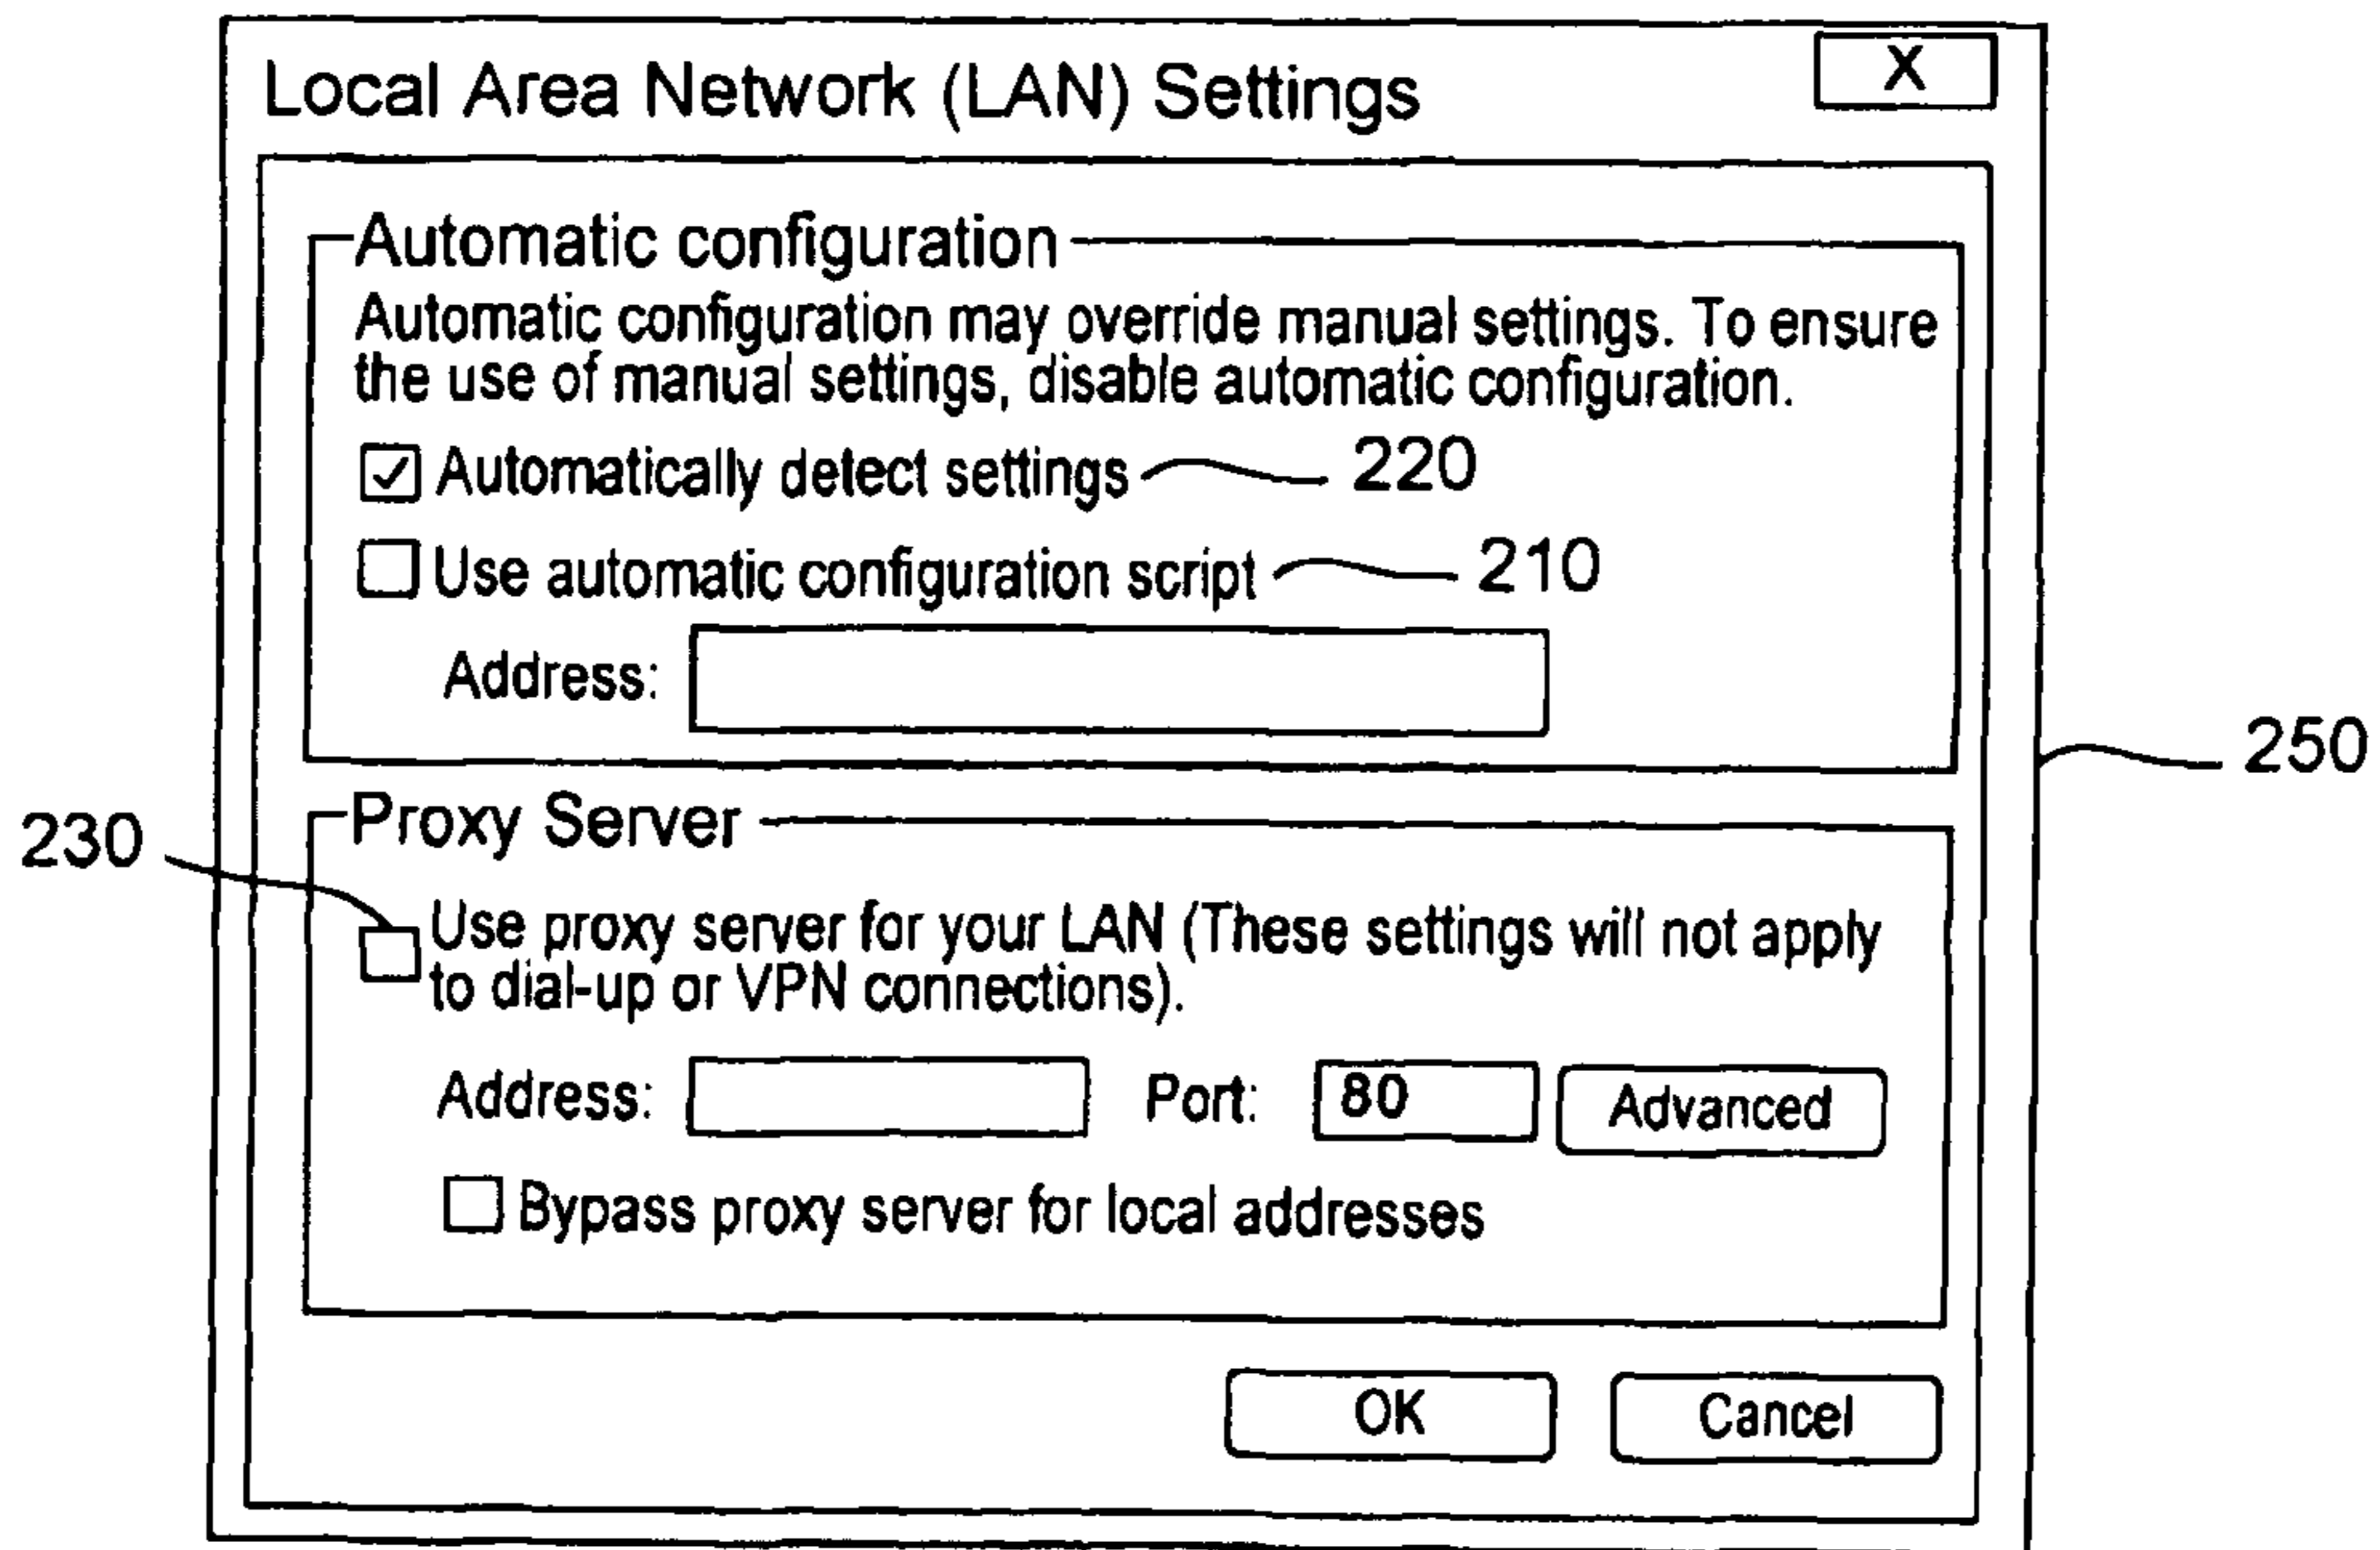 Local Area Network (LAN) Settings
X
Automatic configuration
Automatic configuration may override manual settings. To ensure
the use of manual settings, disable automatic configuration.
Automatically detect settings 220
Use automatic configuration script 210
Address:
250
Proxy Server
230
Use proxy server for your LAN (These settings will not apply
to dial-up or VPN connections).
Address: Port: 80 Advanced
Bypass proxy server for local addresses
OK Cancel